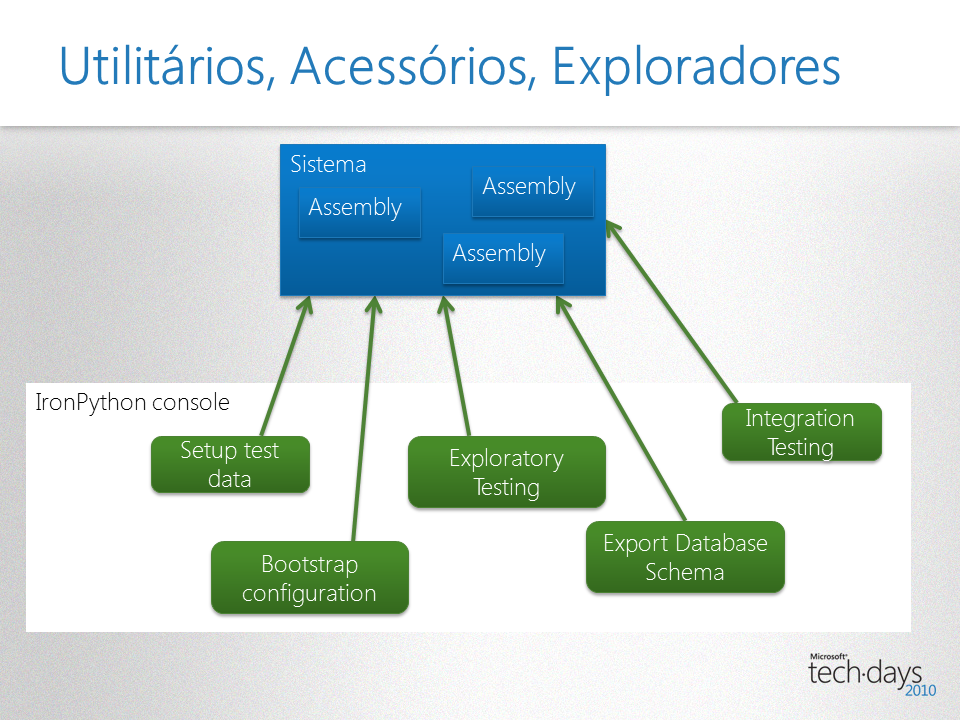 Utilitários, Acessórios, Exploradores
Sistema
Assembly
Assembly
Assembly
IronPython console
Setup test
data
Exploratory
Testing
Integration
Testing
Bootstrap
configuration
Export Database
Schema
Microsoft®
tech·days
2010